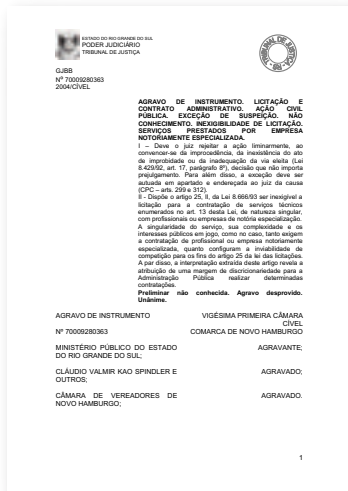 ESTADO DO RIO GRANDE DO SUL
PODER JUDICIÁRIO
TRIBUNAL DE JUSTIÇA
TRIBUNAL DE JUSTIÇA
RS
GJBB
Nº 70009280363
2004/CÍVEL
AGRAVO DE INSTRUMENTO. LICITAÇÃO E
CONTRATO ADMINISTRATIVO. AÇÃO CIVIL
PÚBLICA. EXCEÇÃO DE SUSPEIÇÃO. NÃO
CONHECIMENTO. INEXIGIBILIDADE DE LICITAÇÃO.
SERVIÇOS PRESTADOS POR EMPRESA
NOTORIAMENTE ESPECIALIZADA.
I – Deve o juiz rejeitar a ação liminarmente, ao
convencer-se da improcedência, da inexistência do ato
de improbidade ou da inadequação da via eleita (Lei
8.429/92, art. 17, parágrafo 8º), decisão que não importa
prejulgamento. Para além disso, a exceção deve ser
autuada em apartado e endereçada ao juiz da causa
(CPC – arts. 299 e 312).
II - Dispõe o artigo 25, II, da Lei 8.666/93 ser inexigível a
licitação para a contratação de serviços técnicos
enumerados no art. 13 desta Lei, de natureza singular,
com profissionais ou empresas de notória especialização.
A singularidade do serviço, sua complexidade e os
interesses públicos em jogo, como no caso, tanto exigem
a contratação de profissional ou empresa notoriamente
especializada, quanto configuram a inviabilidade de
competição para os fins do artigo 25 da lei das licitações.
A par disso, a interpretação extraída deste artigo revela a
atribuição de uma margem de discricionariedade para a
Administração Pública realizar determinadas
contratações.
Preliminar não conhecida. Agravo desprovido.
Unânime.
AGRAVO DE INSTRUMENTO VIGÉSIMA PRIMEIRA CÂMARA
CÍVEL
Nº 70009280363 COMARCA DE NOVO HAMBURGO
MINISTÉRIO PÚBLICO DO ESTADO AGRAVANTE;
DO RIO GRANDE DO SUL;
CLÁUDIO VALMIR KAO SPINDLER E AGRAVADO;
OUTROS;
CÂMARA DE VEREADORES DE AGRAVADO.
NOVO HAMBURGO;
1